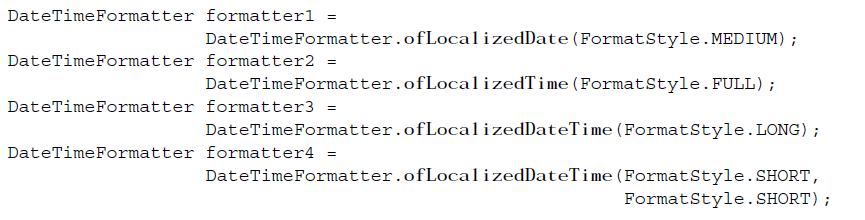 DateTimeFormatter formatter1 =
DateTimeFormatter.ofLocalizedDate(FormatStyle.MEDIUM);
DateTimeFormatter formatter2 =
DateTimeFormatter.ofLocalizedTime(FormatStyle.FULL);
DateTimeFormatter formatter3 =
DateTimeFormatter.ofLocalizedDateTime(FormatStyle.LONG);
DateTimeFormatter formatter4 =
DateTimeFormatter.ofLocalizedDateTime(FormatStyle.SHORT,
FormatStyle.SHORT);